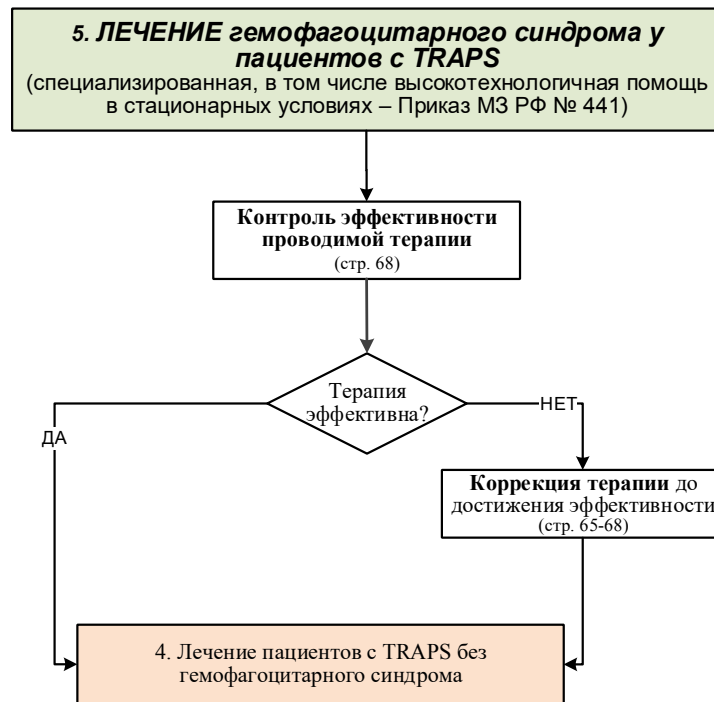 5. ЛЕЧЕНИЕ гемофагоцитарного синдрома у
пациентов с TRAPS
(специализированная, в том числе высокотехнологичная помощь
в стационарных условиях – Приказ МЗ РФ № 441)
Контроль эффективности
проводимой терапии
(стр. 68)
Терапия
эффективна?
ДА
НЕТ
Коррекция терапии до
достижения эффективности
(стр. 65-68)
4. Лечение пациентов с TRAPS без
гемофагоцитарного синдрома